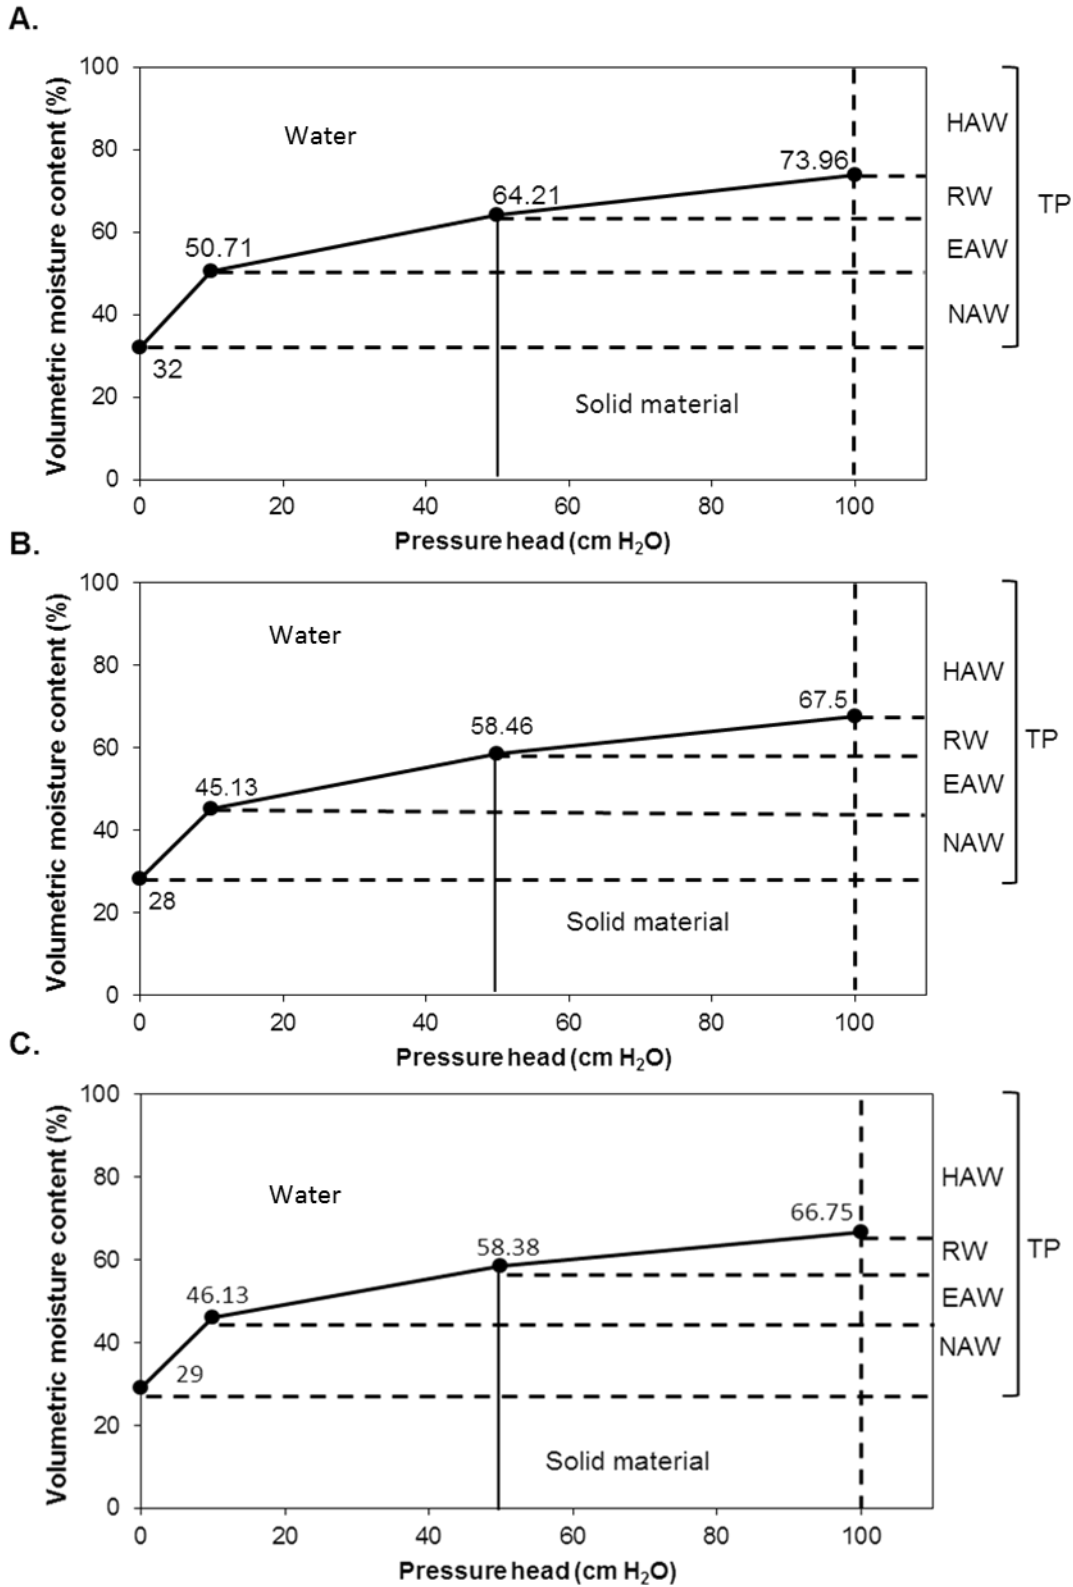 A.
Volumetric moisture content (%)
100
80
60
40
20
0
Water
73.96
64.21
50.71
32
Solid material
HAW
RW
EAW
NAW
TP
0 20 40 60 80 100
Pressure head (cm H₂O)
B.
Volumetric moisture content (%)
100
80
60
40
20
0
Water
67.5
58.46
45.13
28
Solid material
HAW
RW
EAW
NAW
TP
0 20 40 60 80 100
Pressure head (cm H₂O)
C.
Volumetric moisture content (%)
100
80
60
40
20
0
Water
66.75
58.38
46.13
29
Solid material
HAW
RW
EAW
NAW
TP
0 20 40 60 80 100
Pressure head (cm H₂O)